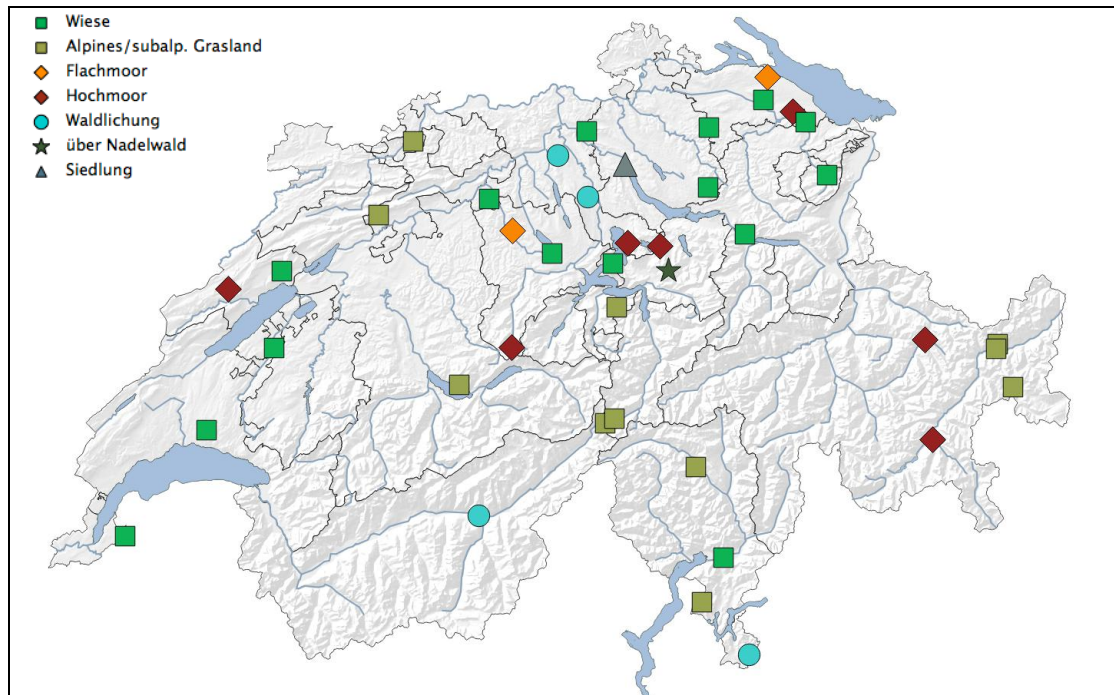 Wiese
Alpines/subalp. Grasland
Flachmoor
Hochmoor
Waldlichung
über Nadelwald
Siedlung